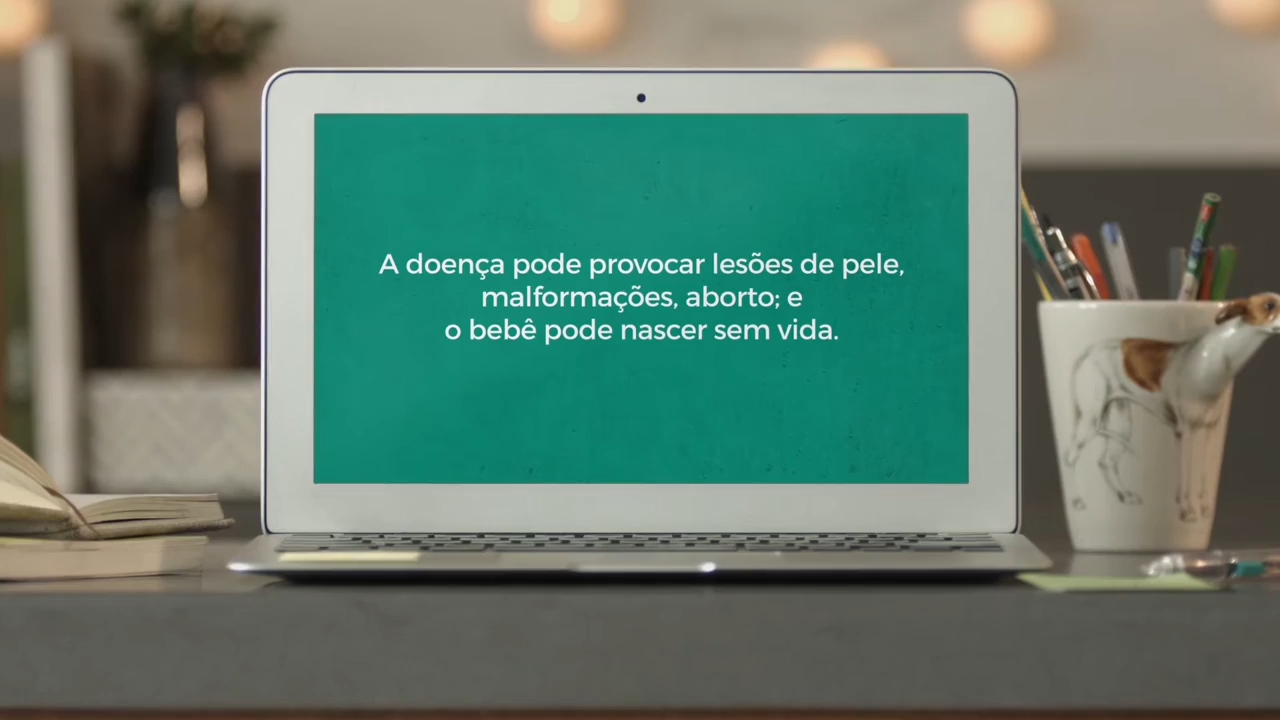 A doença pode provocar lesões de pele,
malformações, aborto; e
o bebê pode nascer sem vida.